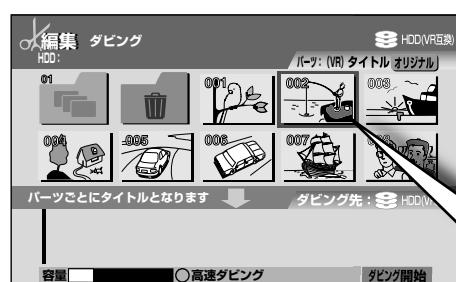 編集 ダビング
HDD(VR互換)
HDD：
パーツ：(VR) タイトル オリジナル
01
001
002
003
004
005
006
007
008
パーツごとにタイトルとなります
ダビング先： HDD(V
容量
高速ダビング
ダビング開始